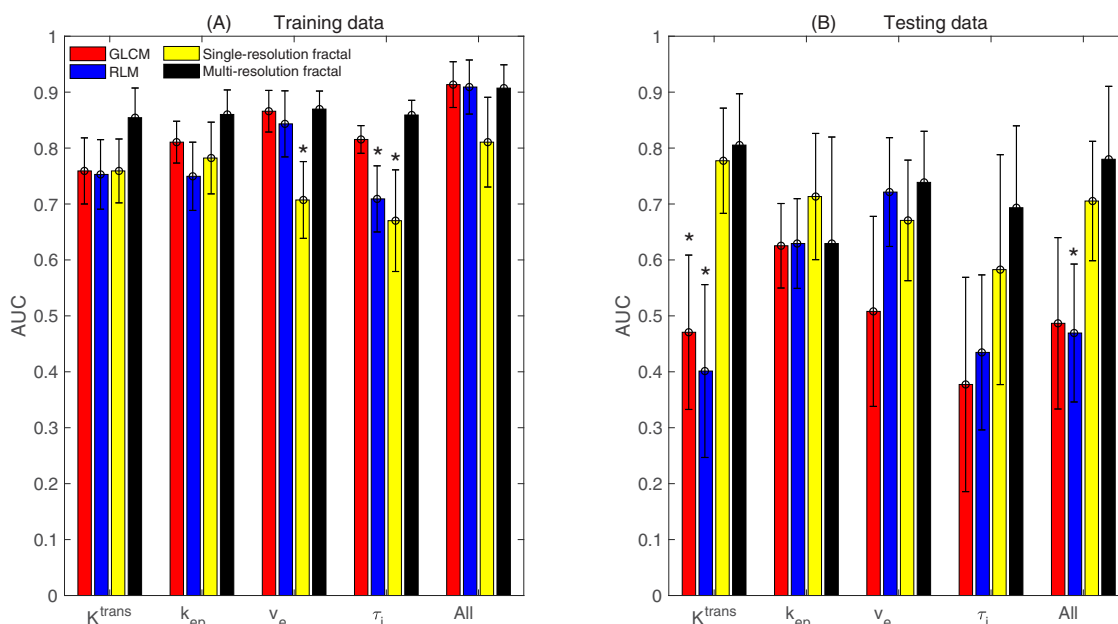 (A) Training data
GLCM
RLM
Single-resolution fractal
Multi-resolution fractal
AUC
1
0.9
0.8
0.7
0.6
0.5
0.4
0.3
0.2
0.1
0
* * *
K^trans k_ep v_e τ_i All
(B) Testing data
AUC
1
0.9
0.8
0.7
0.6
0.5
0.4
0.3
0.2
0.1
0
* * *
K^trans k_ep v_e τ_i All